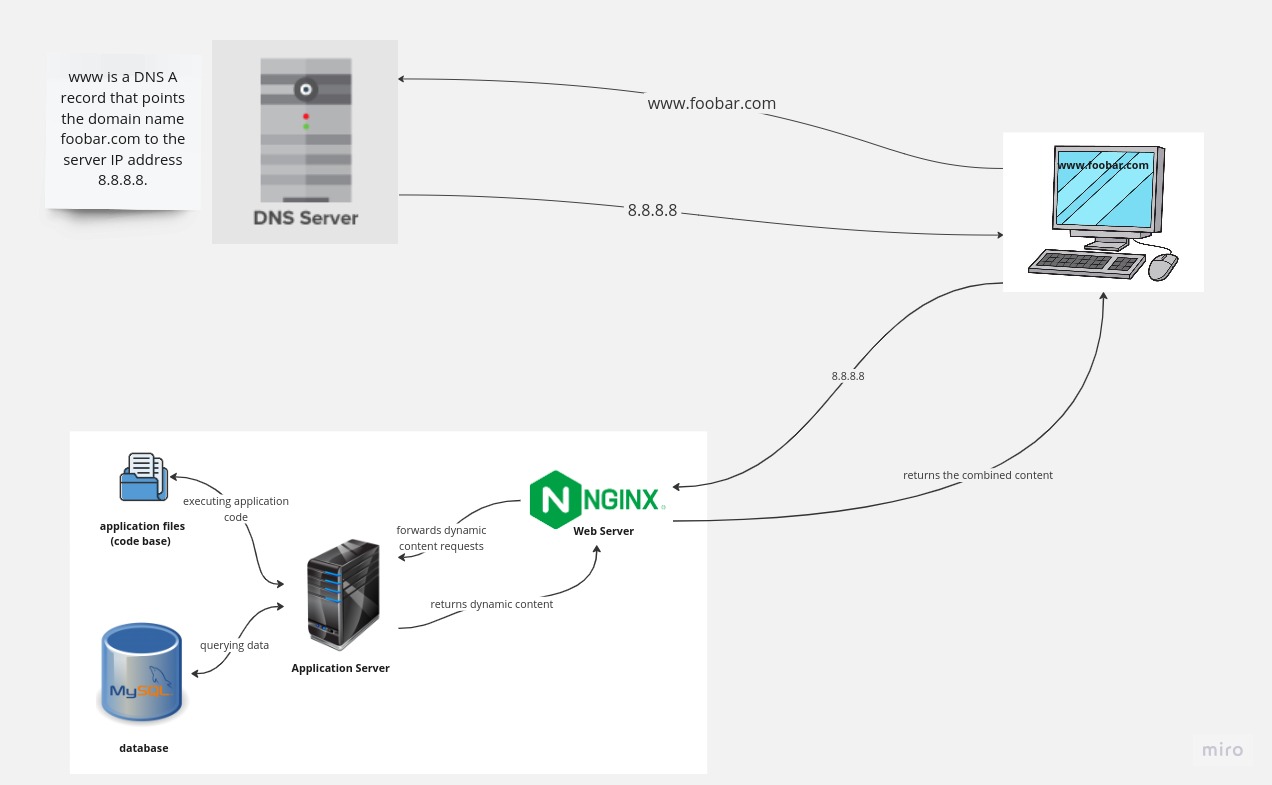 www is a DNS A
record that points
the domain name
foobar.com to the
server IP address
8.8.8.8.
DNS Server
www.foobar.com
8.8.8.8
www.foobar.com
8.8.8.8
returns the combined content
executing application
code
application files
(code base)
forwards dynamic
content requests
NGINX
Web Server
returns dynamic content
querying data
Application Server
MySQL
database
miro